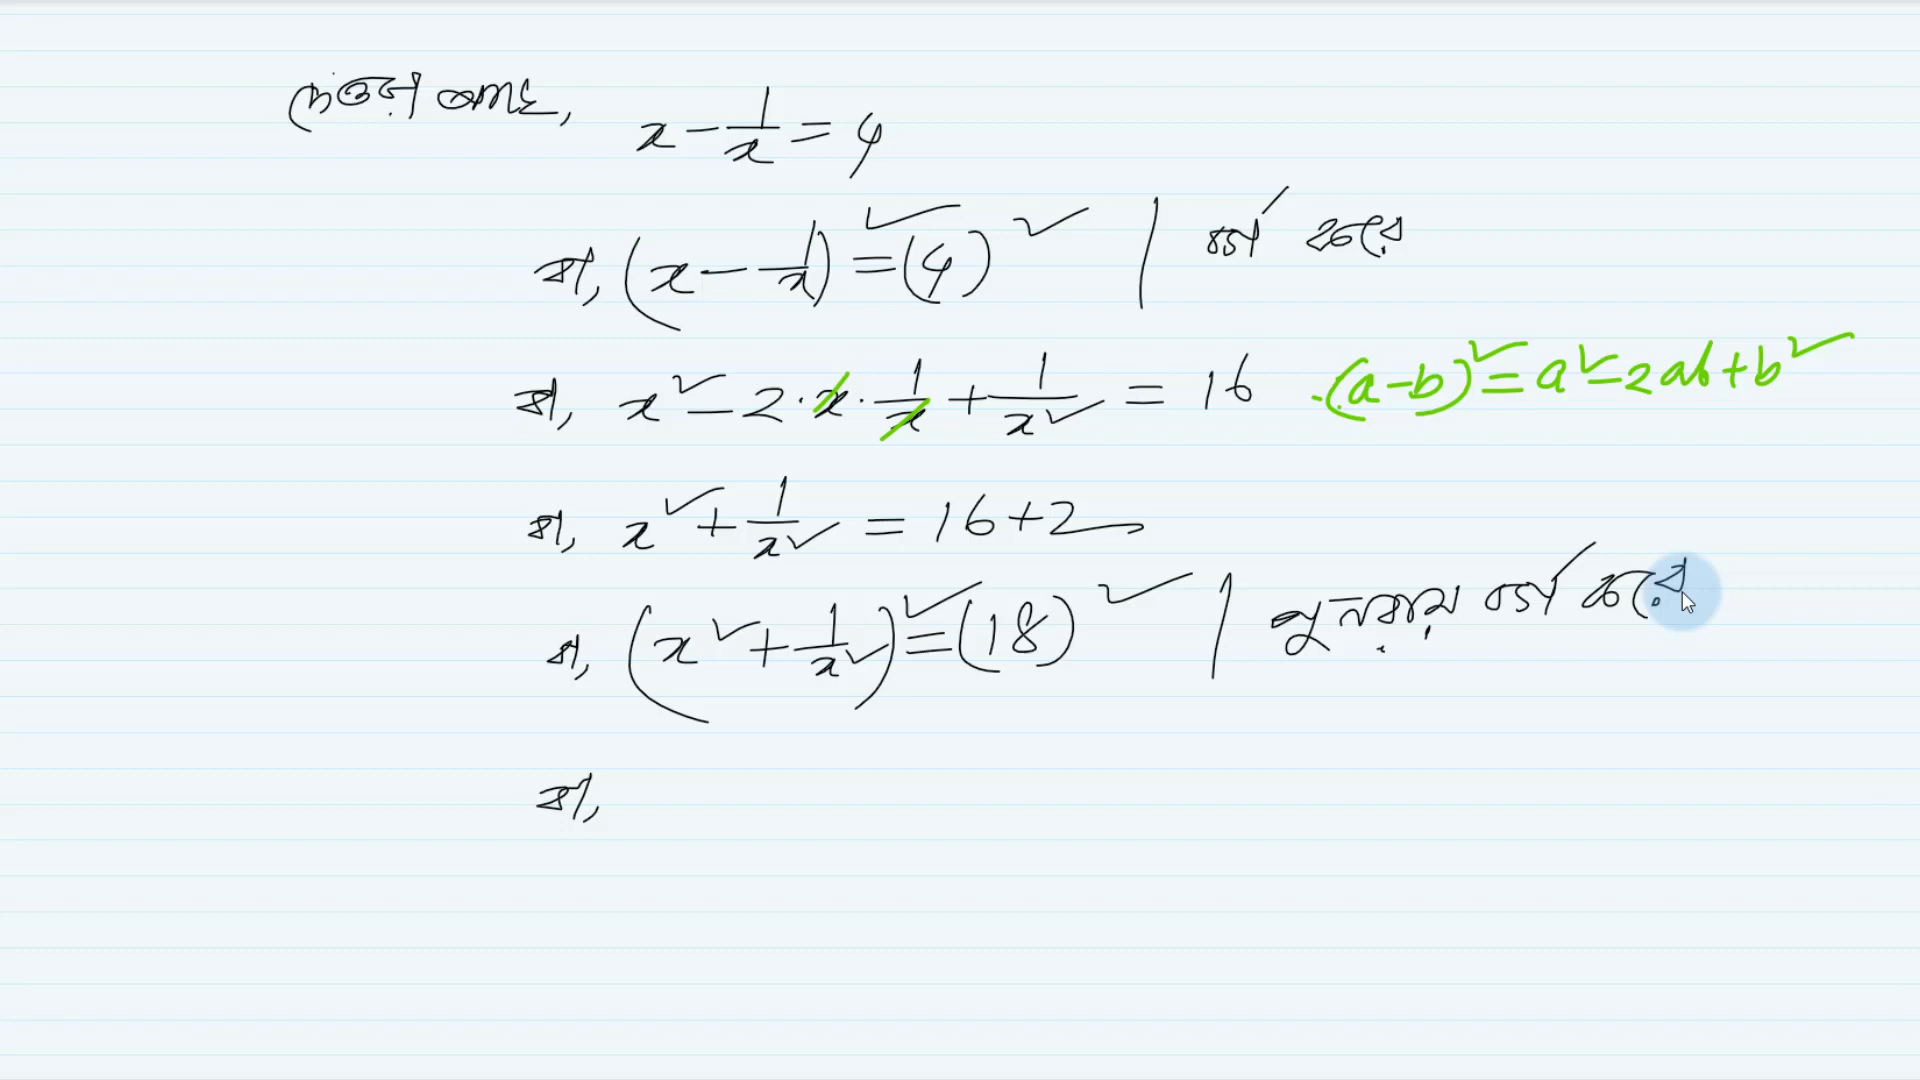 দেওয়া আছে, x - 1/x = 4
বা, (x - 1/x)² = (4)² | বর্গ করে
বা, x² - 2·x·1/x + 1/x² = 16 (a-b)² = a² - 2ab + b²
বা, x² + 1/x² = 16+2
বা, (x² + 1/x²)² = (18)² | পুনরায় বর্গ করে
বা,